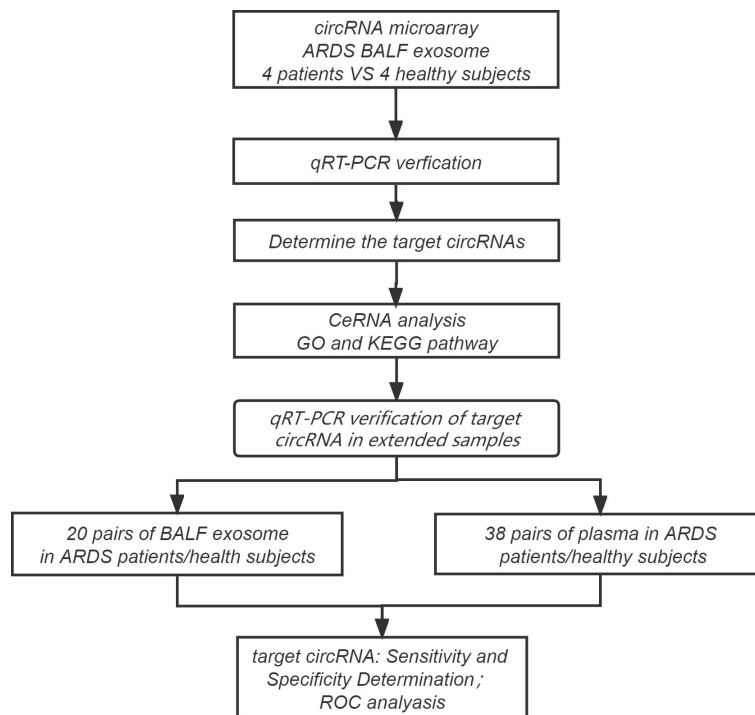 circRNA microarray
ARDS BALF exosome
4 patients VS 4 healthy subjects
qRT-PCR verfication
Determine the target circRNAs
CeRNA analysis
GO and KEGG pathway
qRT-PCR verification of target
circRNA in extended samples
20 pairs of BALF exosome
in ARDS patients/health subjects
38 pairs of plasma in ARDS
patients/healthy subjects
target circRNA: Sensitivity and
Specificity Determination;
ROC analyasis